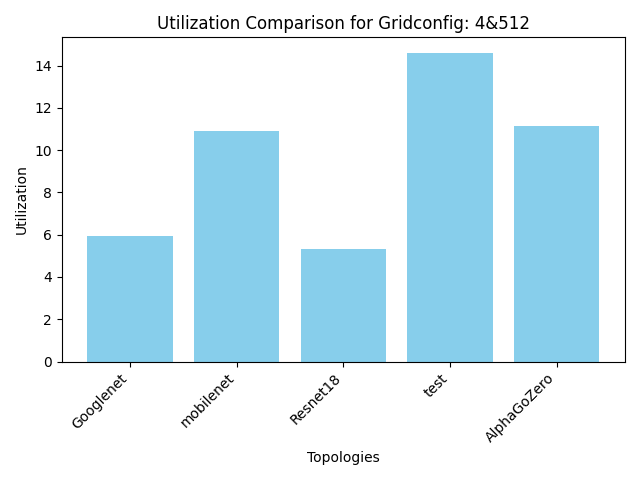 Utilization Comparison for Gridconfig: 4&512
Utilization
14
12
10
8
6
4
2
0
Googlenet
mobilenet
Resnet18
test
AlphaGoZero
Topologies